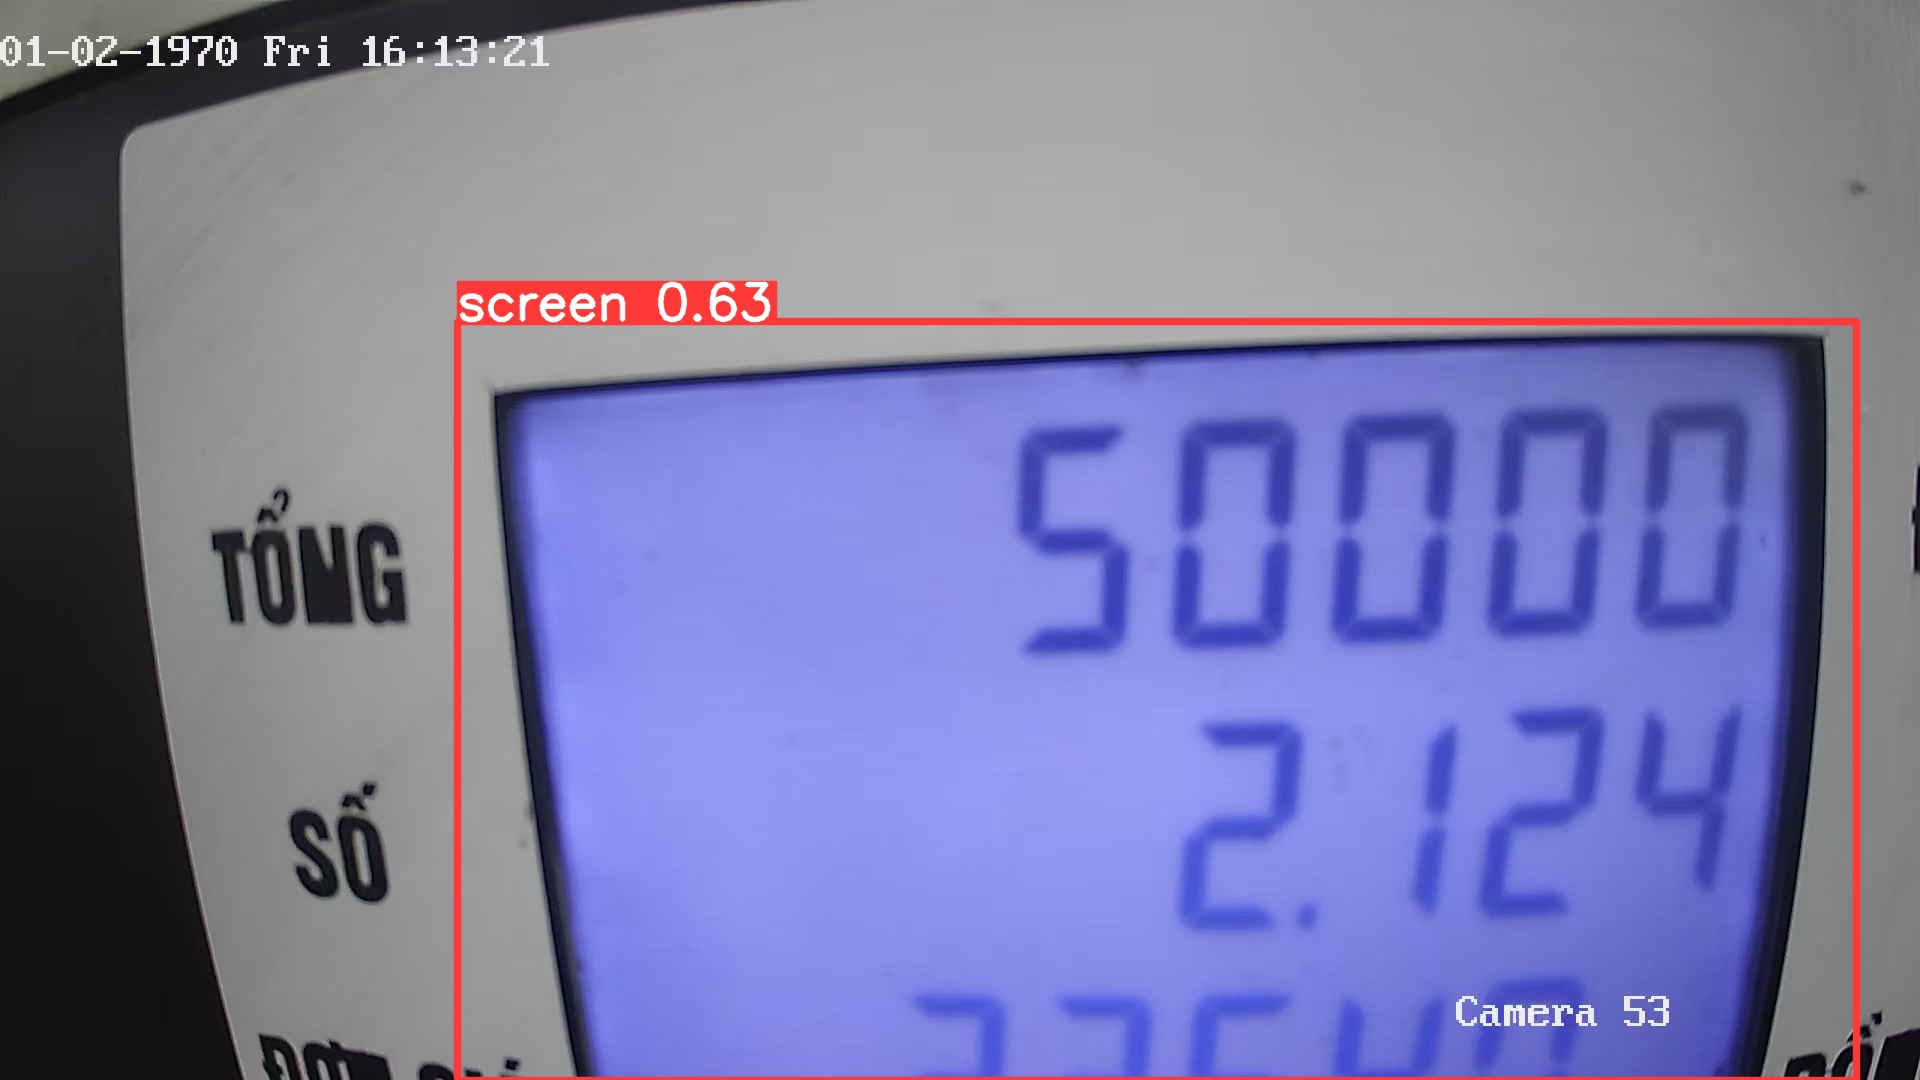 01-02-1970 Fri 16:13:21
screen 0.63
TỔNG
50000
SỐ
2.124
Camera 53